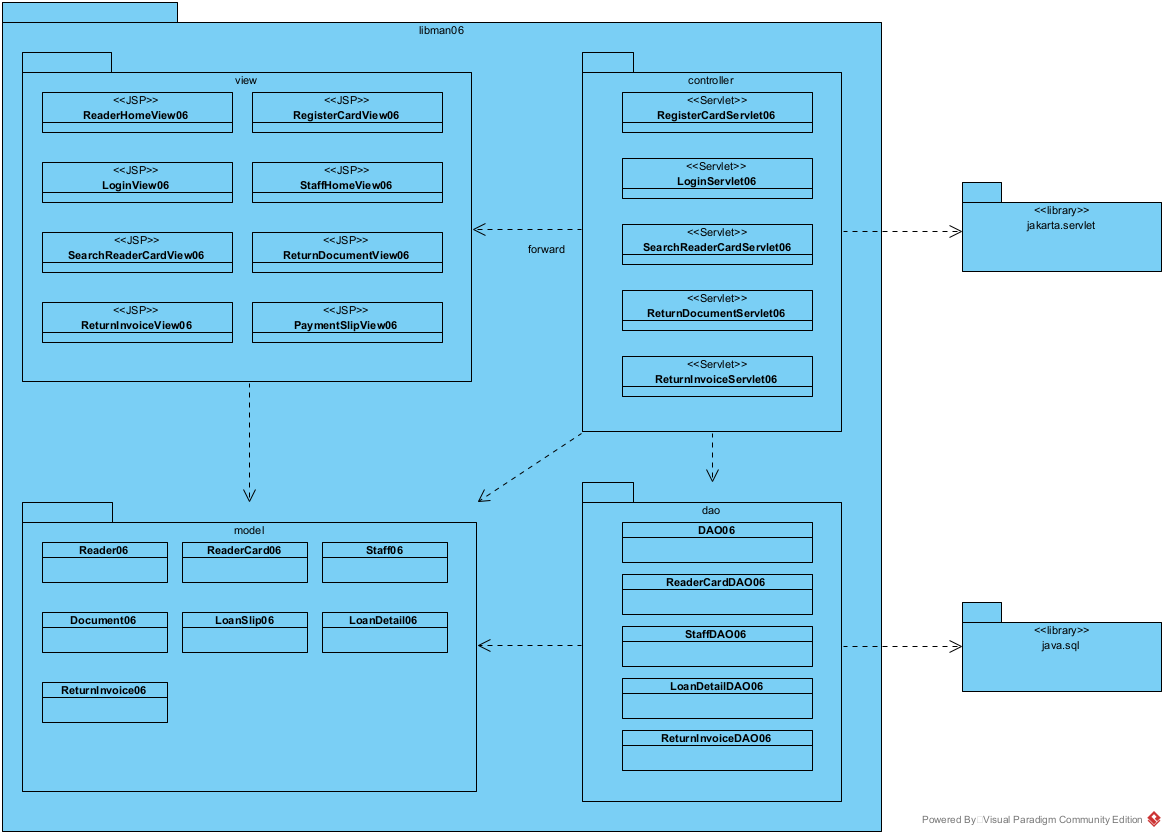 libman06
view
<<JSP>>
ReaderHomeView06
<<JSP>>
RegisterCardView06
<<JSP>>
LoginView06
<<JSP>>
StaffHomeView06
<<JSP>>
SearchReaderCardView06
<<JSP>>
ReturnDocumentView06
<<JSP>>
ReturnInvoiceView06
<<JSP>>
PaymentSlipView06
forward
controller
<<Servlet>>
RegisterCardServlet06
<<Servlet>>
LoginServlet06
<<Servlet>>
SearchReaderCardServlet06
<<Servlet>>
ReturnDocumentServlet06
<<Servlet>>
ReturnInvoiceServlet06
<<library>>
jakarta.servlet
model
Reader06
ReaderCard06
Staff06
Document06
LoanSlip06
LoanDetail06
ReturnInvoice06
dao
DAO06
ReaderCardDAO06
StaffDAO06
LoanDetailDAO06
ReturnInvoiceDAO06
<<library>>
java.sql
Powered By Visual Paradigm Community Edition